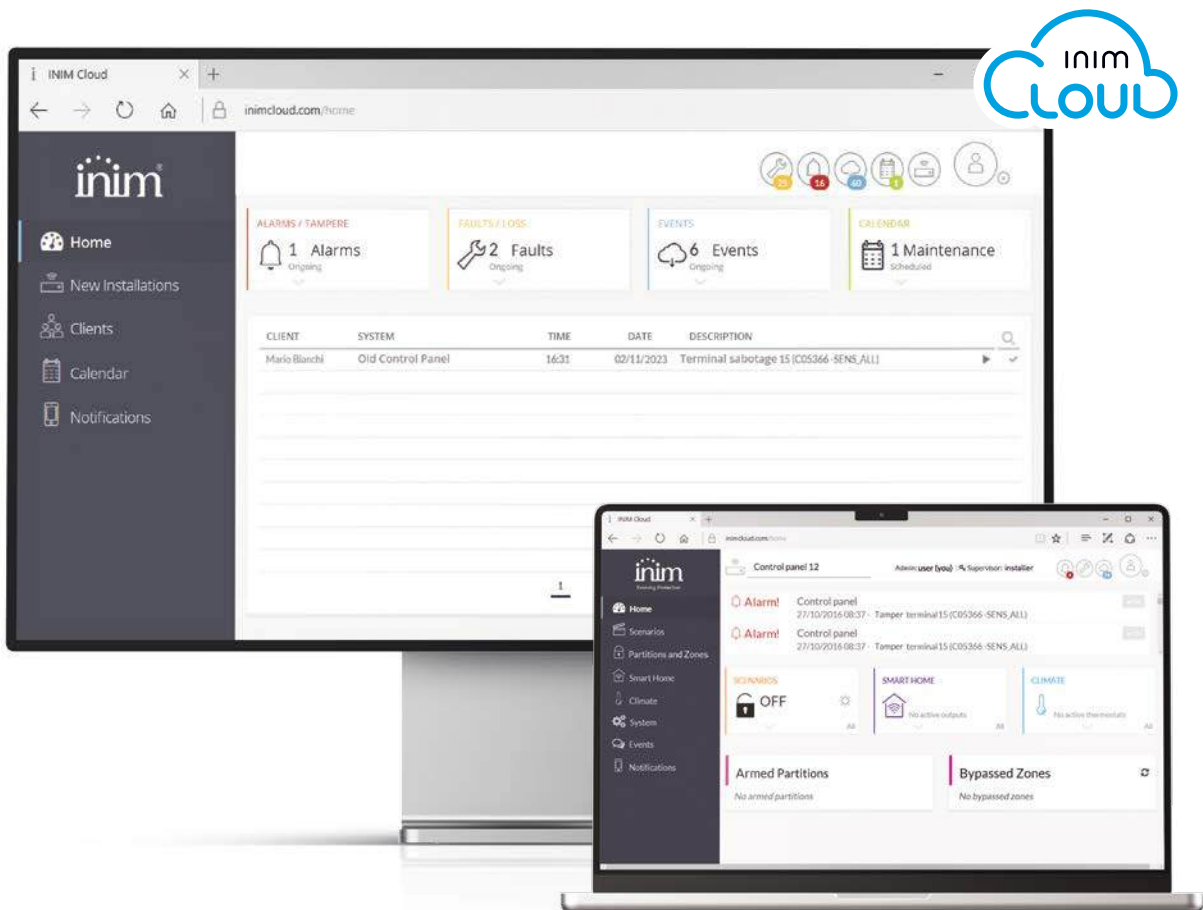 inim
CLOUD
INIM Cloud
inimcloud.com/home
inim
Home
New Installations
Clients
Calendar
Notifications
25
16
60
1
ALARMS / TAMPERE
1 Alarms
Ongoing
FAULTS / LOSS
2 Faults
Ongoing
EVENTS
6 Events
Ongoing
CALENDAR
1 Maintenance
Scheduled
CLIENT SYSTEM TIME DATE DESCRIPTION
Mario Bianchi Old Control Panel 16:31 02/11/2023 Terminal sabotage 15 (C05366 -SENS_ALL)
1
INIM Cloud
inimcloud.com/home
inim
Home
Scenarios
Partitions and Zones
Smart Home
Climate
System
Events
Notifications
Control panel 12
Admin: user (you) Supervisor: installer
Alarm! Control panel
27/10/2016 08:37 - Tamper terminal15 (C05366 -SENS_ALL)
Alarm! Control panel
27/10/2016 08:37 - Tamper terminal15 (C05366 -SENS_ALL)
SCENARIOS
OFF
All
SMART HOME
No active outputs
All
CLIMATE
No active thermostats
All
Armed Partitions
No armed partitions
Bypassed Zones
No bypassed zones